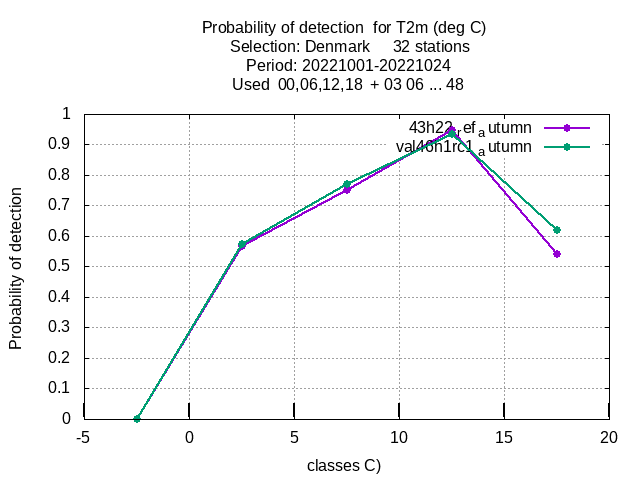 Probability of detection  for T2m (deg C)
Selection: Denmark     32 stations
Period: 20221001-20221024
Used  00,06,12,18  + 03 06 ... 48
1
0.9
0.8
0.7
0.6
0.5
0.4
0.3
0.2
0.1
0
43h22refautumn
val46h1rc1autumn
Probability of detection
-5
0
5
10
15
20
classes C)